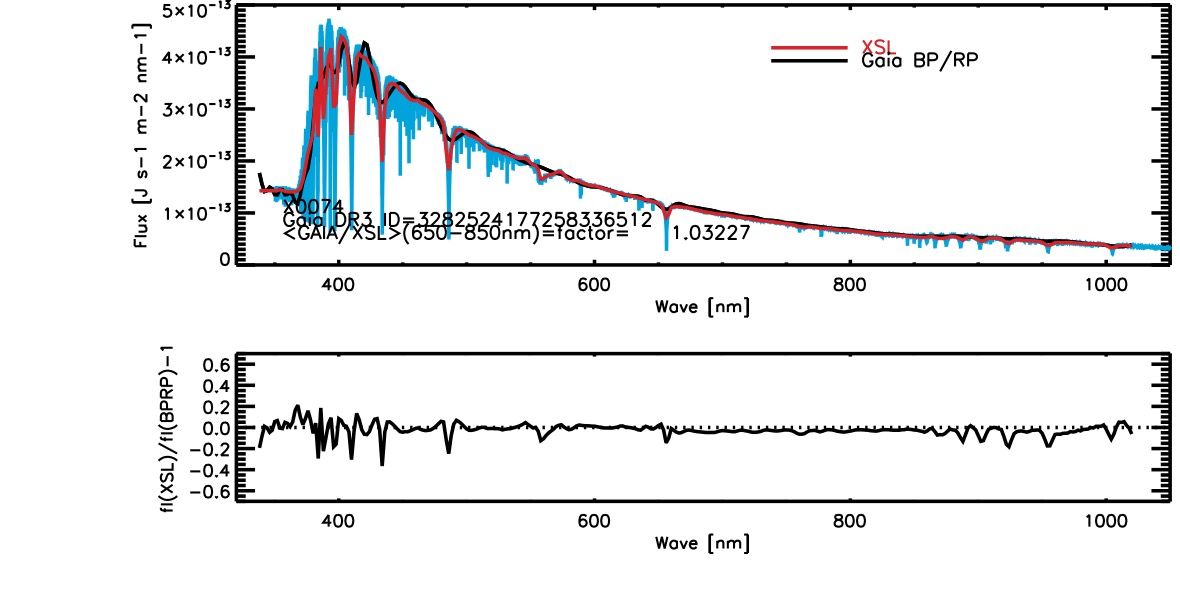 5×10−13
4×10−13
3×10−13
2×10−13
1×10−13
0
Flux [J s−1 m−2 nm−1]
XSL
Gaia BP/RP
X0074
Gaia DR3 ID=3282524177258336512
<GAIA/XSL>(650−850nm)=factor= 1.03227
400 600 800 1000
Wave [nm]
0.6
0.4
0.2
0.0
−0.2
−0.4
−0.6
fl(XSL)/fl(BPRP)−1
400 600 800 1000
Wave [nm]